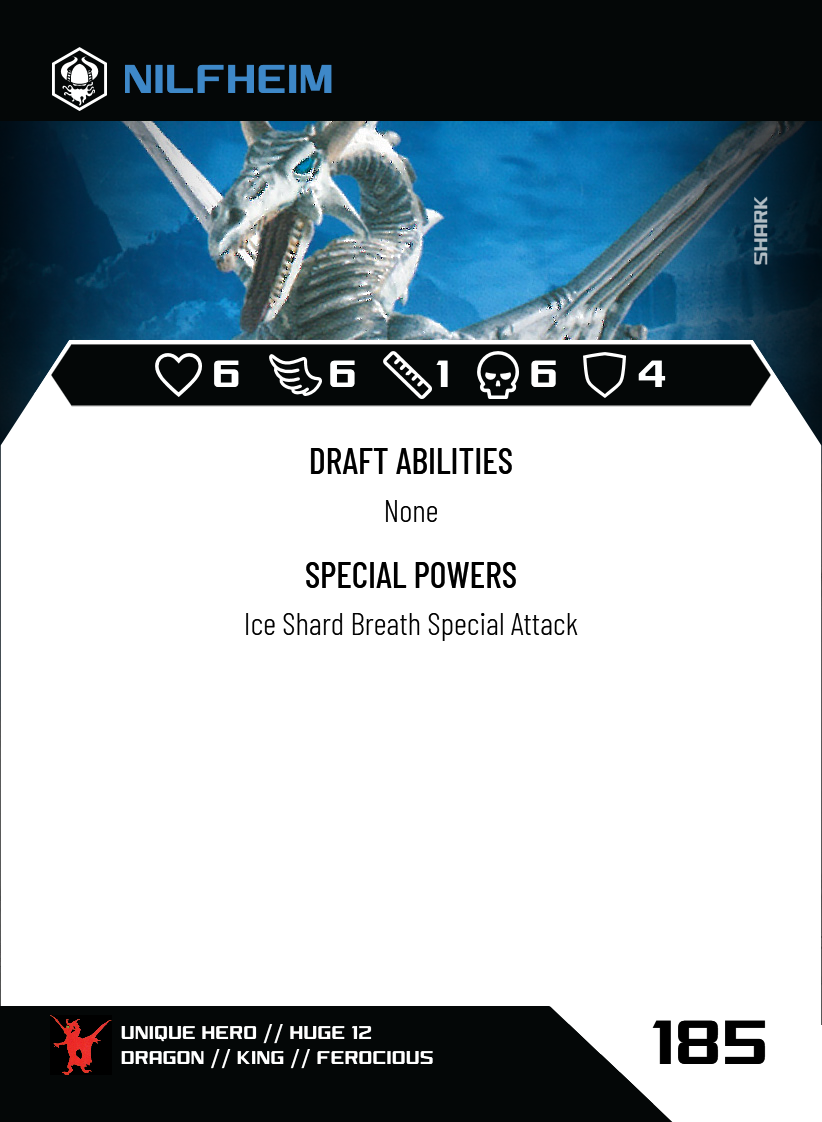 NILFHEIM
SHARK
6 6 1 6 4
DRAFT ABILITIES
None
SPECIAL POWERS
Ice Shard Breath Special Attack
UNIQUE HERO // HUGE 12
DRAGON // KING // FEROCIOUS
185